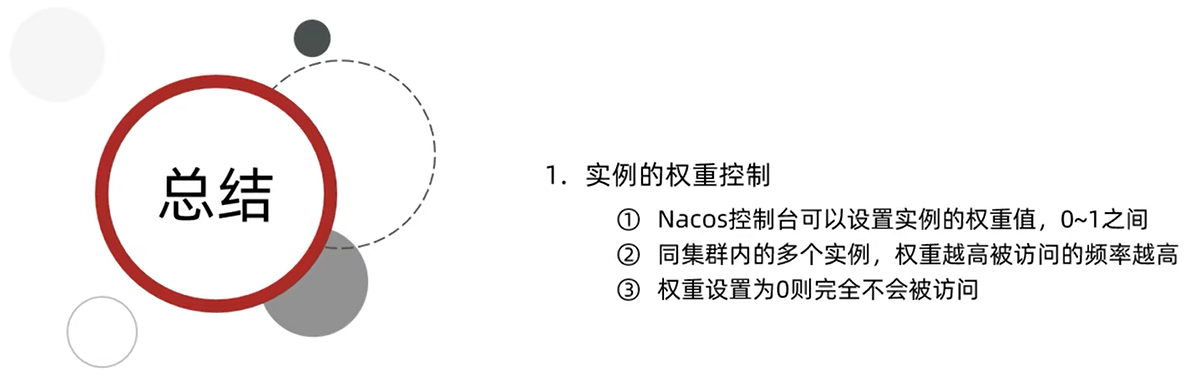 总结
1. 实例的权重控制
① Nacos控制台可以设置实例的权重值，0~1之间
② 同集群内的多个实例，权重越高被访问的频率越高
③ 权重设置为0则完全不会被访问